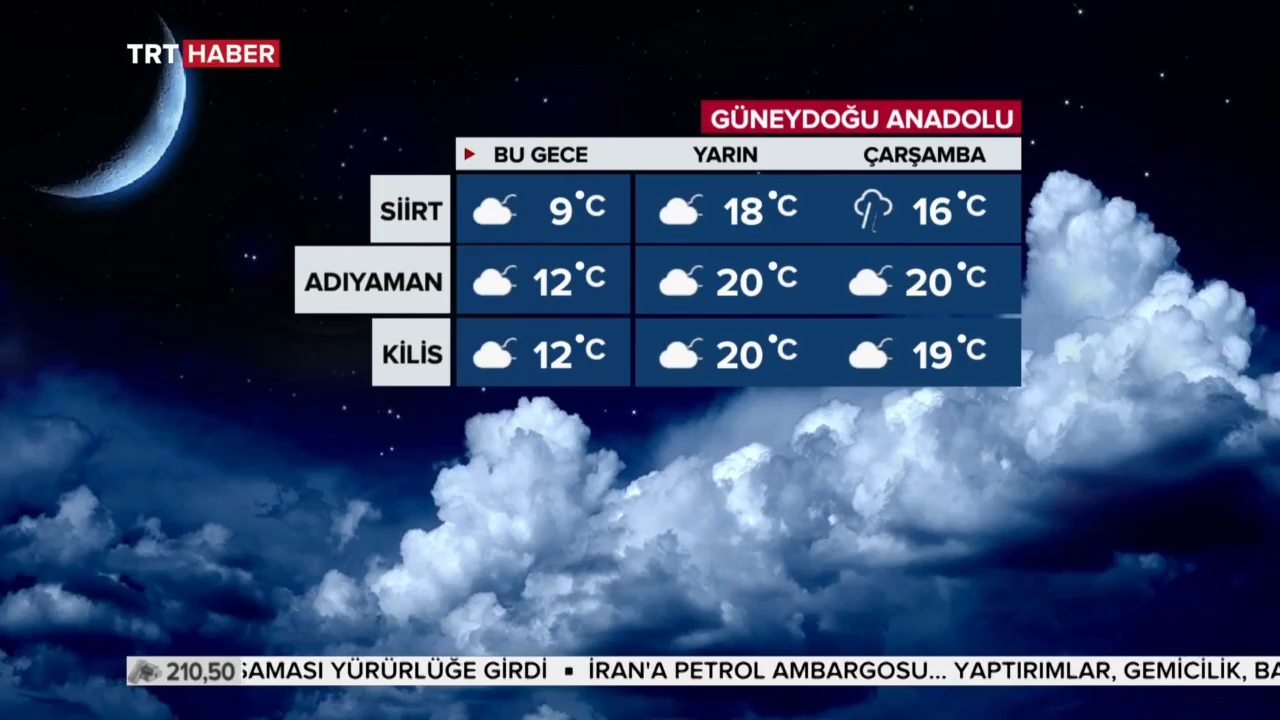 TRT HABER
GÜNEYDOĞU ANADOLU
BU GECE YARIN ÇARŞAMBA
SİİRT 9°C 18°C 16°C
ADIYAMAN 12°C 20°C 20°C
KİLİS 12°C 20°C 19°C
210,50 SAMASI YÜRÜRLÜĞE GİRDİ ▪ İRAN'A PETROL AMBARGOSU... YAPTIRIMLAR, GEMİCİLİK,